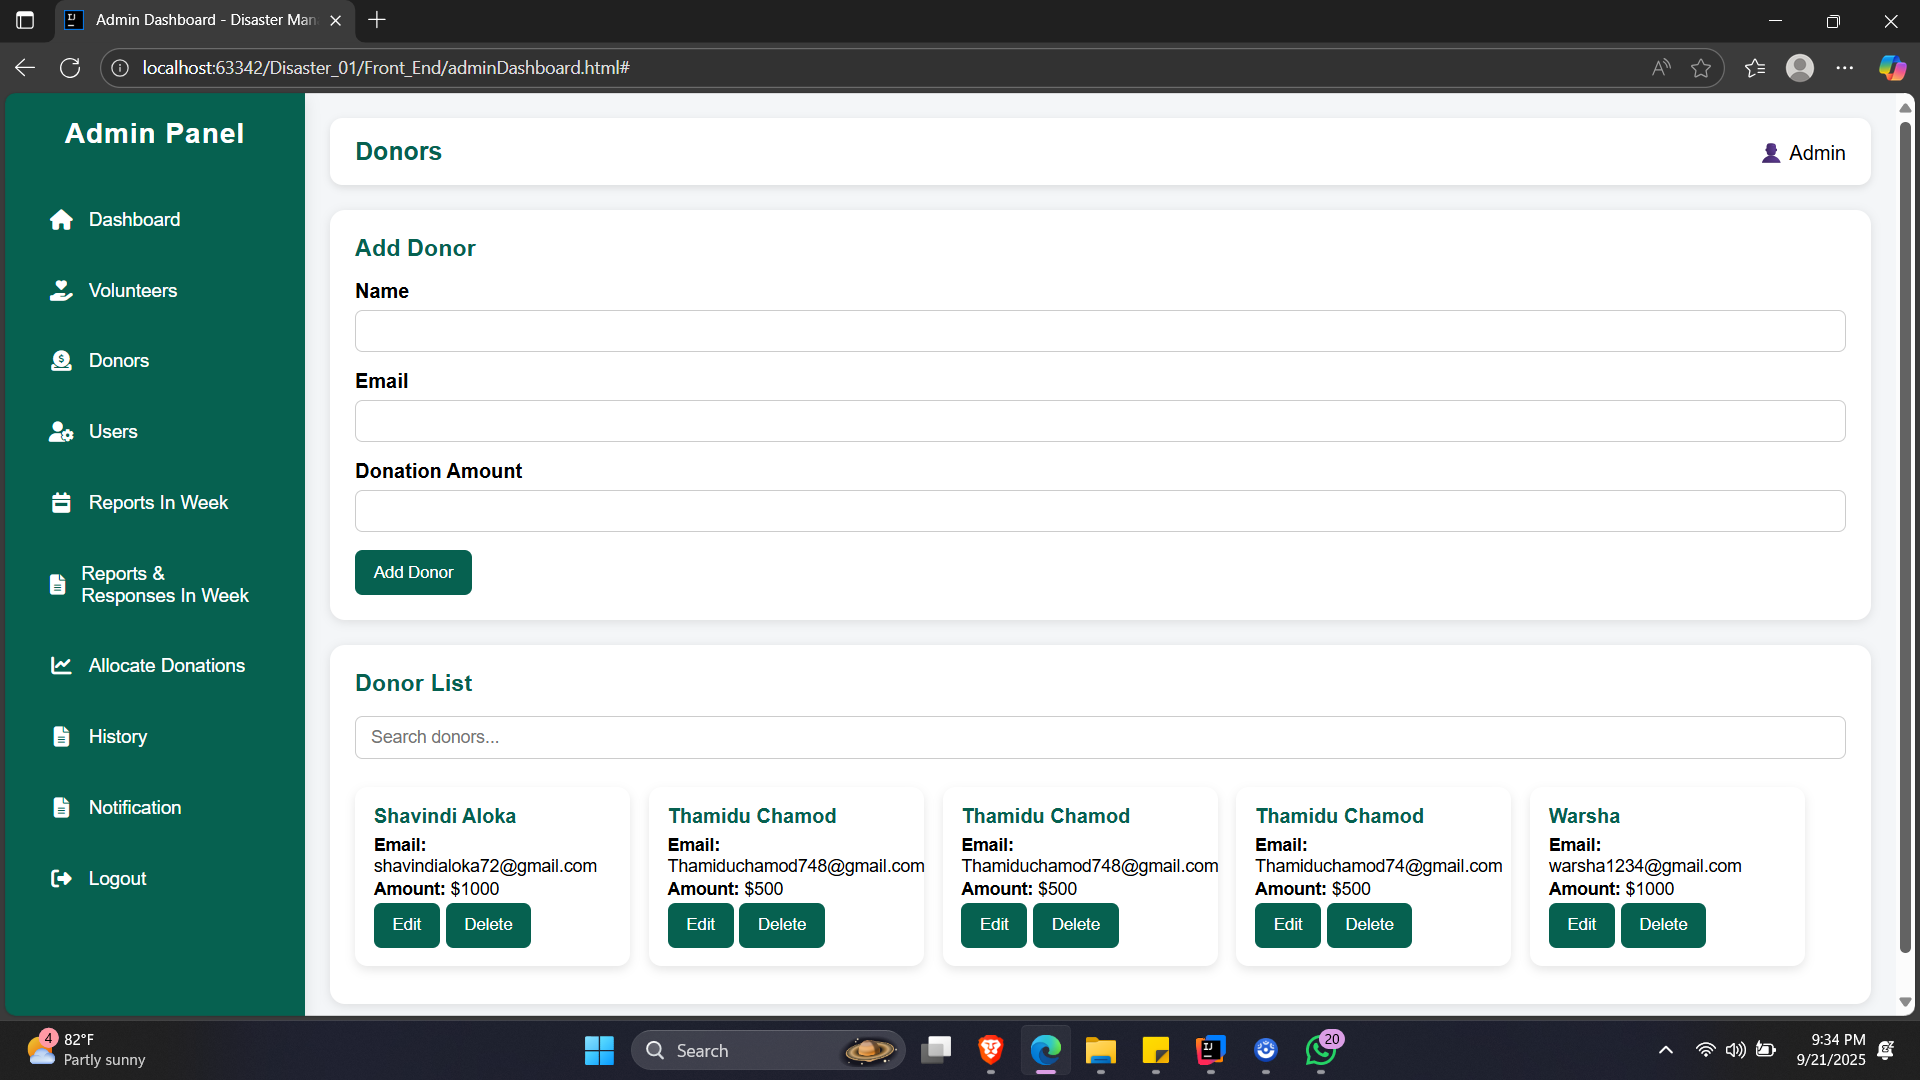 Admin Dashboard - Disaster Man
localhost:63342/Disaster_01/Front_End/adminDashboard.html#
Admin Panel
Dashboard
Volunteers
Donors
Users
Reports In Week
Reports &
Responses In Week
Allocate Donations
History
Notification
Logout
Donors
Admin
Add Donor
Name
Email
Donation Amount
Add Donor
Donor List
Search donors...
Shavindi Aloka
Email:
shavindialoka72@gmail.com
Amount: $1000
Edit Delete
Thamidu Chamod
Email:
Thamiduchamod748@gmail.com
Amount: $500
Edit Delete
Thamidu Chamod
Email:
Thamiduchamod748@gmail.com
Amount: $500
Edit Delete
Thamidu Chamod
Email:
Thamiduchamod74@gmail.com
Amount: $500
Edit Delete
Warsha
Email:
warsha1234@gmail.com
Amount: $1000
Edit Delete
4
82°F
Partly sunny
Search
20
9:34 PM
9/21/2025